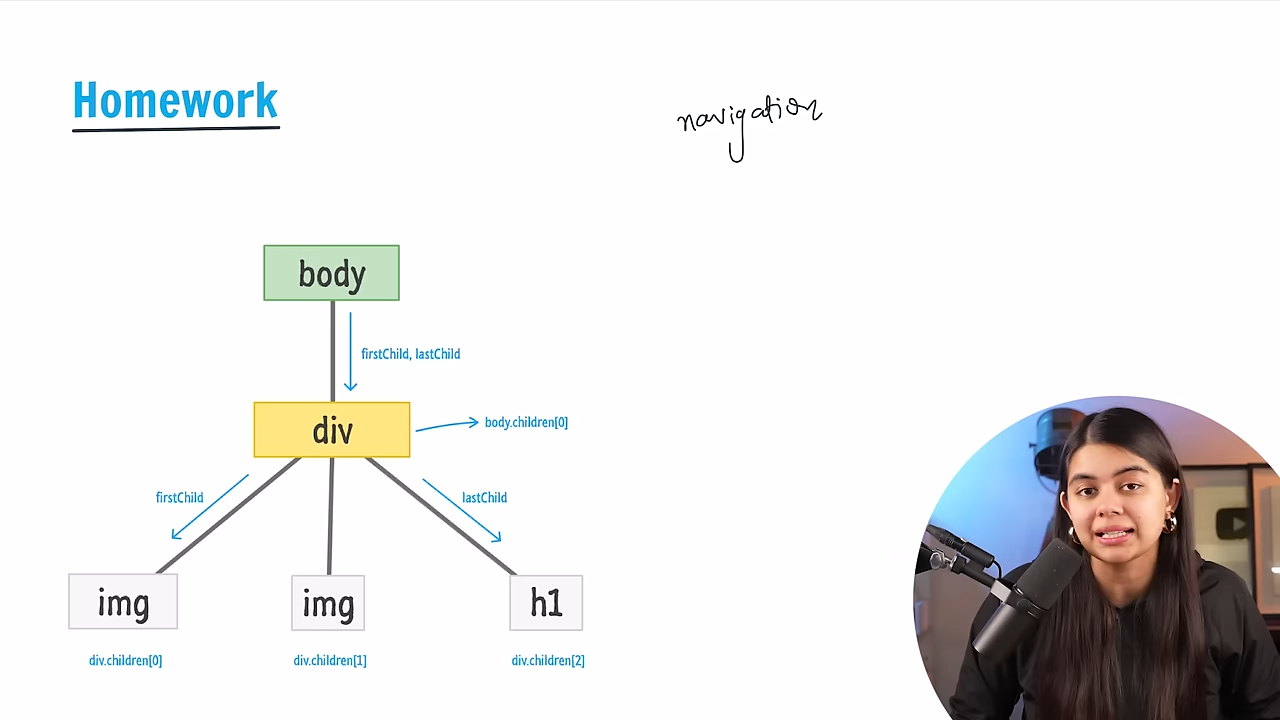 Homework
navigation
body
firstChild, lastChild
div
body.children[0]
firstChild
lastChild
img
img
h1
div.children[0]
div.children[1]
div.children[2]